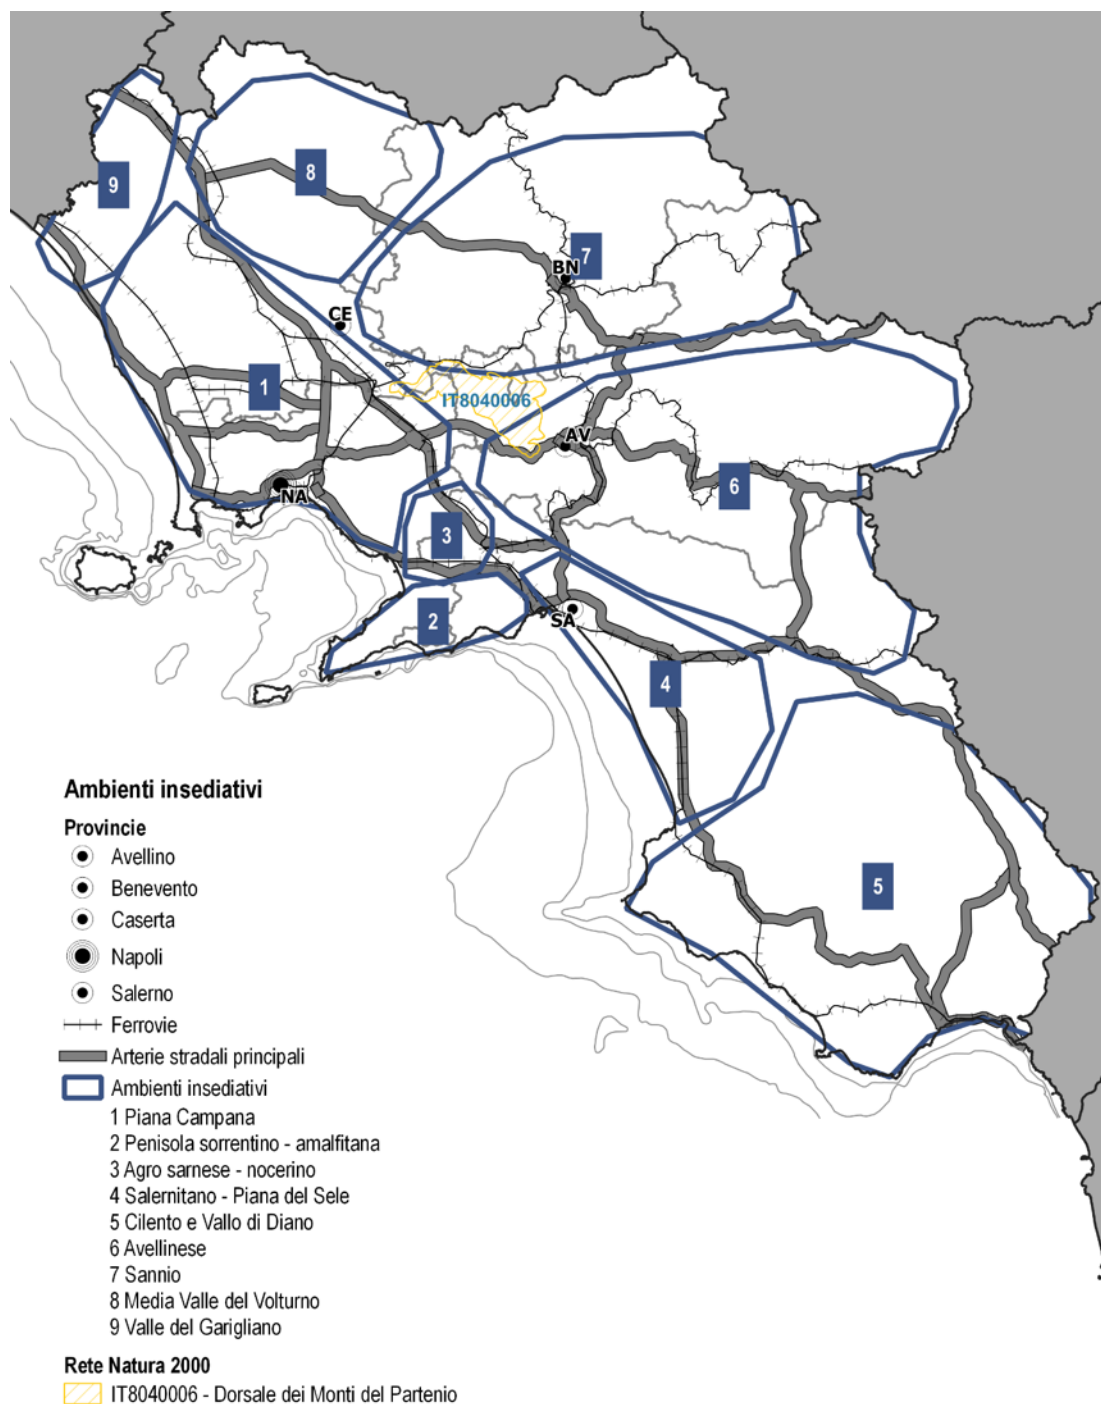 9
8
7
BN
CE
1
IT8040006
AV
NA
6
3
2
SA
4
5
Ambienti insediativi
Provincie
Avellino
Benevento
Caserta
Napoli
Salerno
Ferrovie
Arterie stradali principali
Ambienti insediativi
1 Piana Campana
2 Penisola sorrentino - amalfitana
3 Agro sarnese - nocerino
4 Salernitano - Piana del Sele
5 Cilento e Vallo di Diano
6 Avellinese
7 Sannio
8 Media Valle del Volturno
9 Valle del Garigliano
Rete Natura 2000
IT8040006 - Dorsale dei Monti del Partenio